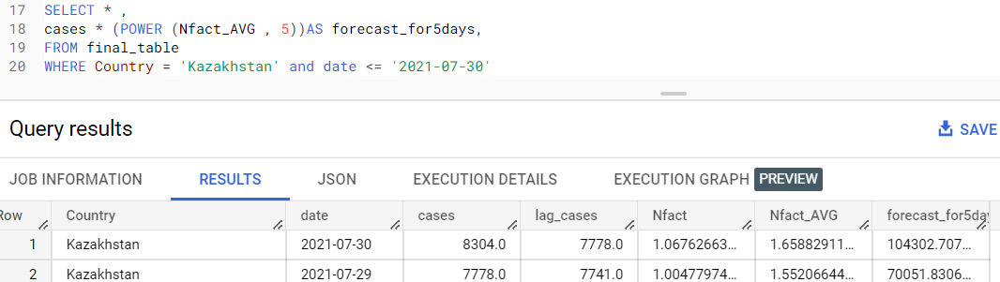 17 SELECT * ,
18 cases * (POWER (Nfact_AVG , 5))AS forecast_for5days,
19 FROM final_table
20 WHERE Country = 'Kazakhstan' and date <= '2021-07-30'
Query results SAVE
JOB INFORMATION RESULTS JSON EXECUTION DETAILS EXECUTION GRAPH PREVIEW
Row Country date cases lag_cases Nfact Nfact_AVG forecast_for5day
1 Kazakhstan 2021-07-30 8304.0 7778.0 1.06762663... 1.65882911... 104302.707...
2 Kazakhstan 2021-07-29 7778.0 7741.0 1.00477974... 1.55206644... 70051.8306...